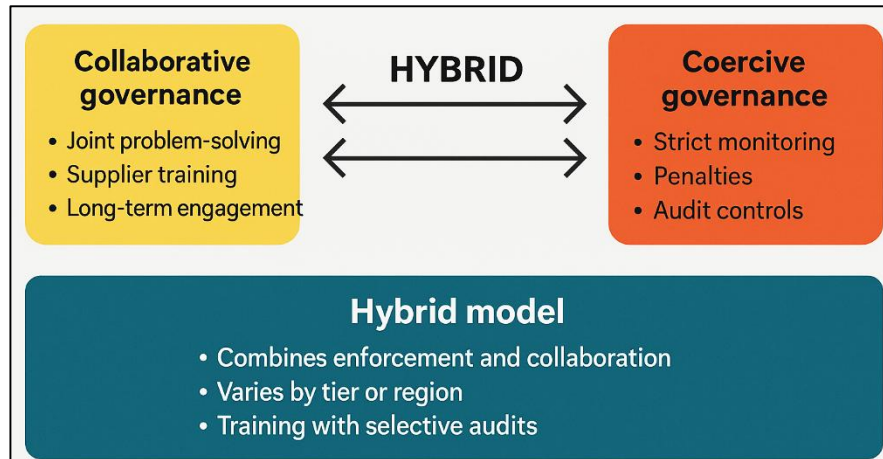 Collaborative
governance
• Joint problem-solving
• Supplier training
• Long-term engagement
HYBRID
Coercive
governance
• Strict monitoring
• Penalties
• Audit controls
Hybrid model
• Combines enforcement and collaboration
• Varies by tier or region
• Training with selective audits